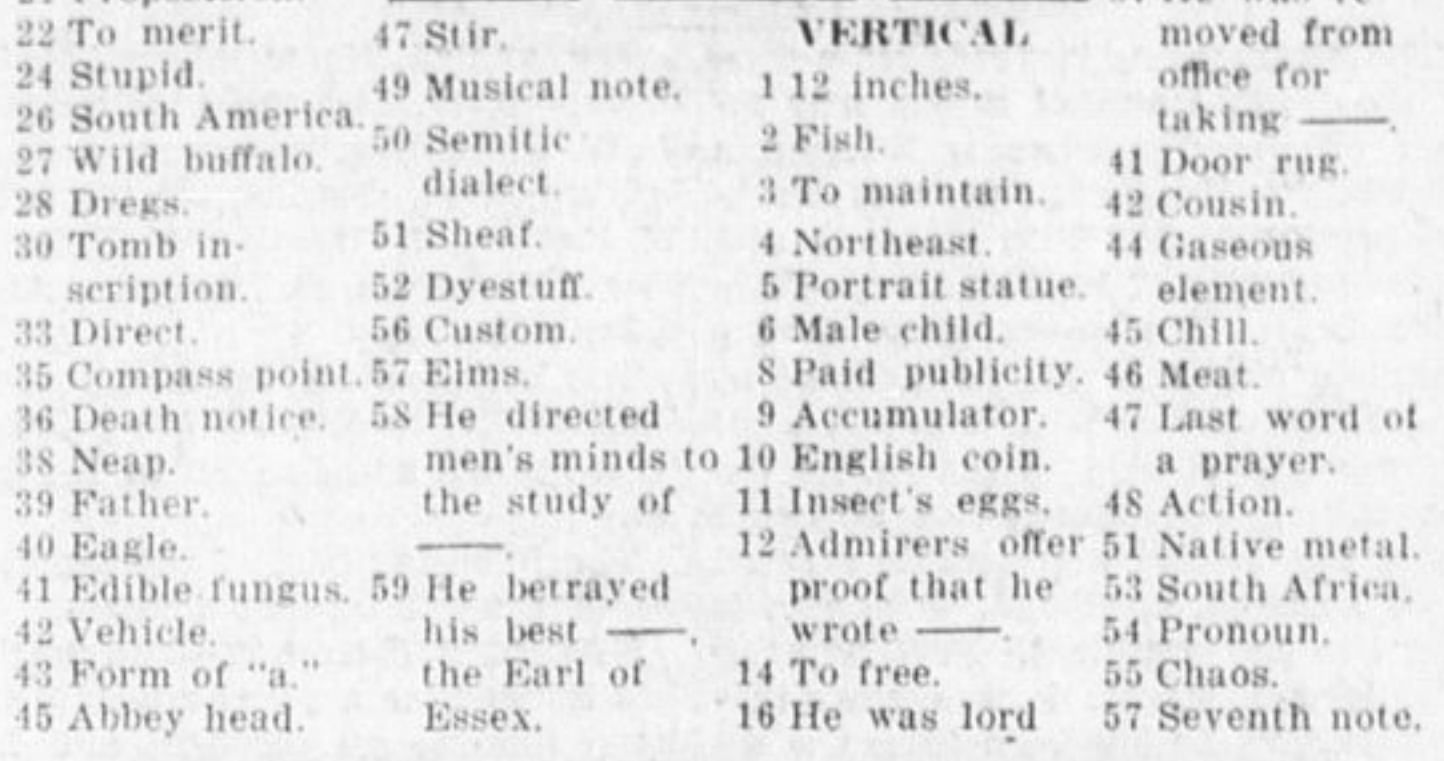 22 To merit.
24 Stupid.
26 South America.
27 Wild buffalo.
28 Dregs.
30 Tomb in-
scription.
33 Direct.
35 Compass point.
36 Death notice.
38 Neap.
39 Father.
40 Eagle.
41 Edible fungus.
42 Vehicle.
43 Form of "a."
45 Abbey head.
47 Stir.
49 Musical note.
50 Semitic
dialect.
51 Sheaf.
52 Dyestuff.
56 Custom.
57 Elms.
58 He directed
men's minds to
the study of
——.
59 He betrayed
his best ——,
the Earl of
Essex.
VERTICAL
1 12 inches.
2 Fish.
3 To maintain.
4 Northeast.
5 Portrait statue.
6 Male child.
8 Paid publicity.
9 Accumulator.
10 English coin.
11 Insect's eggs.
12 Admirers offer
proof that he
wrote ——.
14 To free.
16 He was lord
moved from
office for
taking ——.
41 Door rug.
42 Cousin.
44 Gaseous
element.
45 Chill.
46 Meat.
47 Last word of
a prayer.
48 Action.
51 Native metal.
53 South Africa.
54 Pronoun.
55 Chaos.
57 Seventh note.